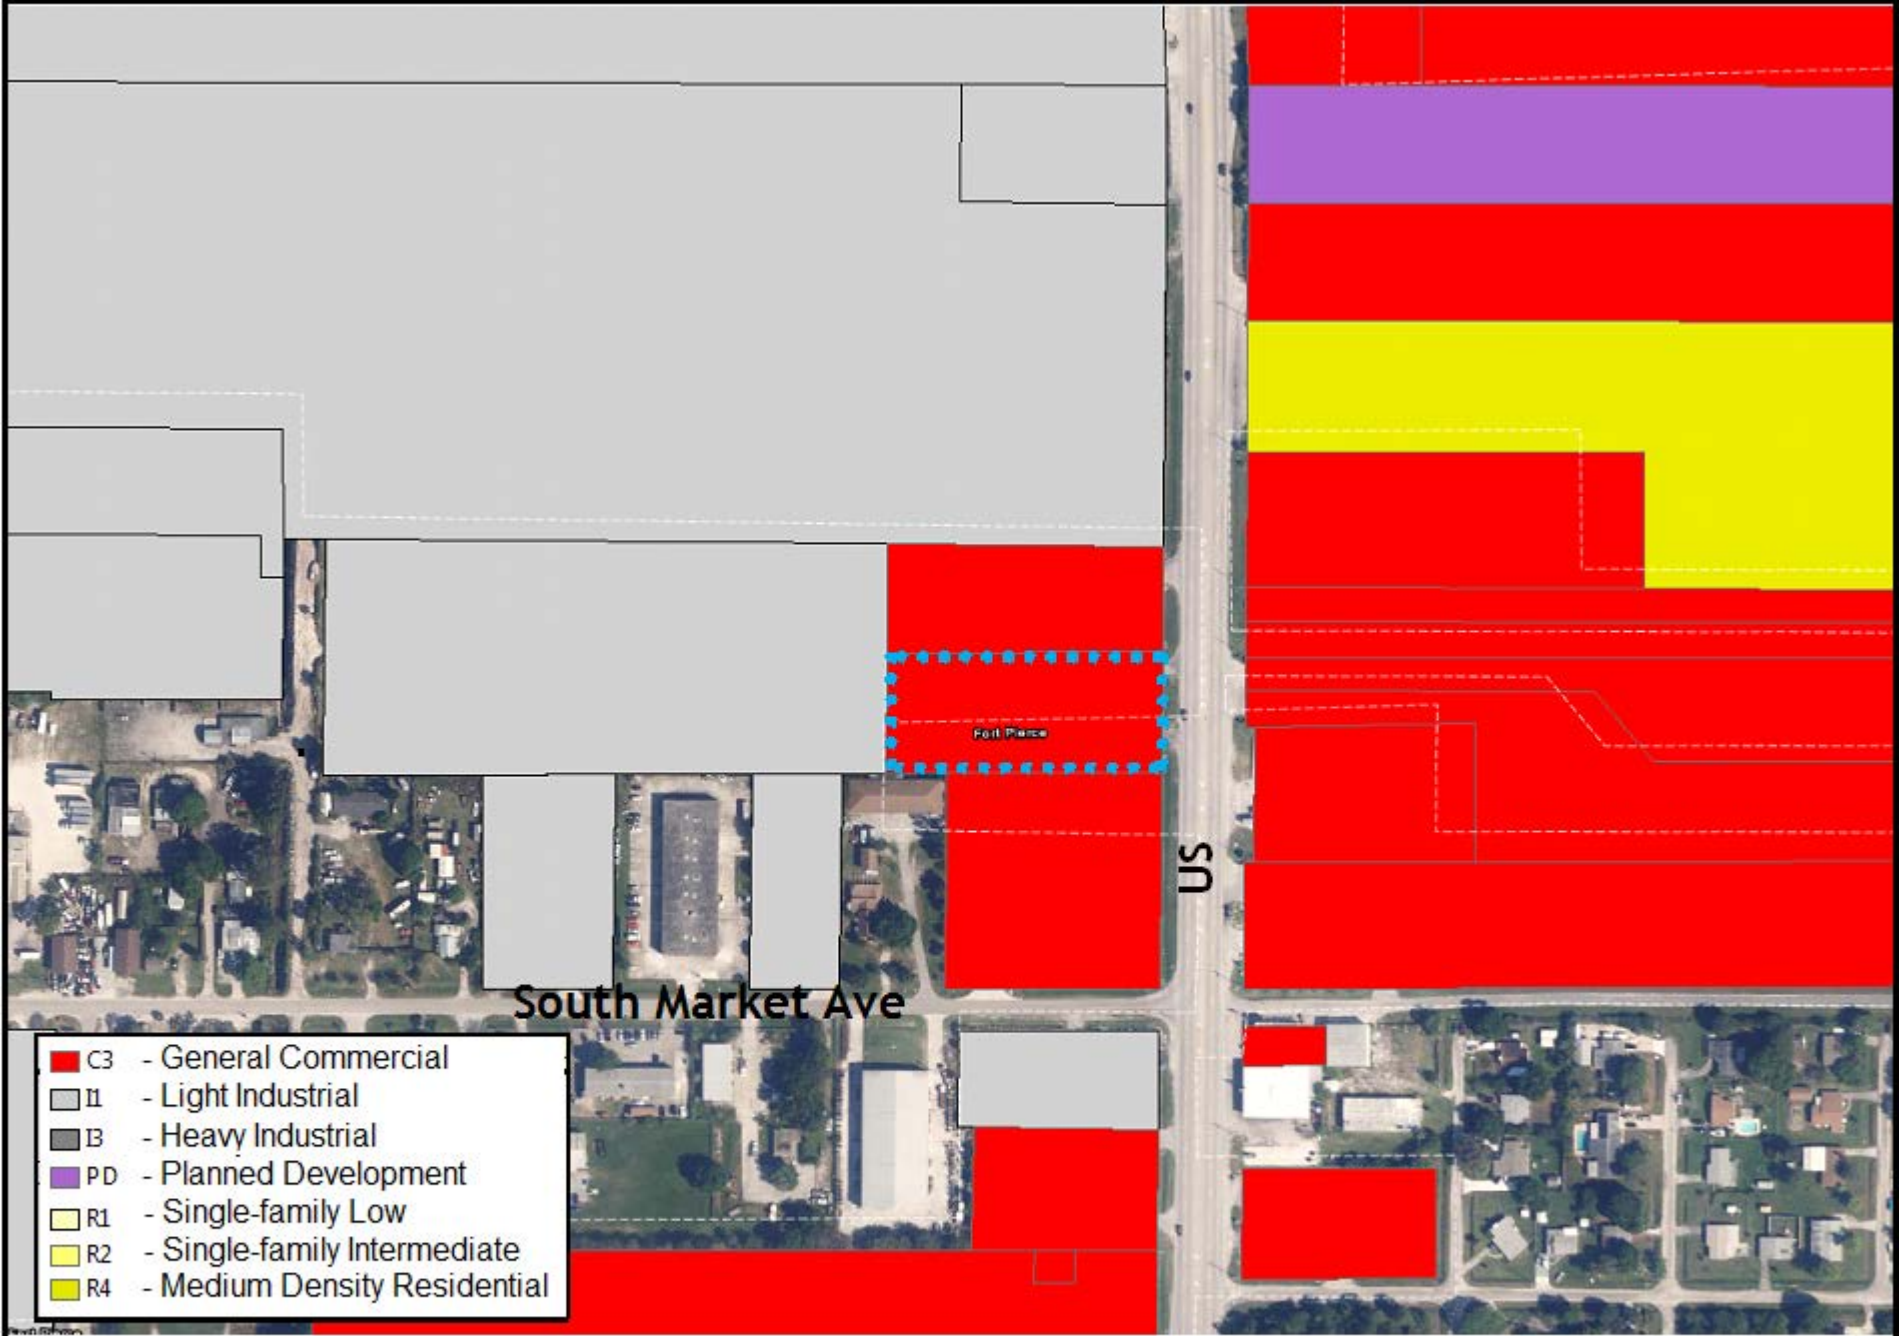 Fort Pierce
US
South Market Ave
C3 - General Commercial
I1 - Light Industrial
I3 - Heavy Industrial
PD - Planned Development
R1 - Single-family Low
R2 - Single-family Intermediate
R4 - Medium Density Residential